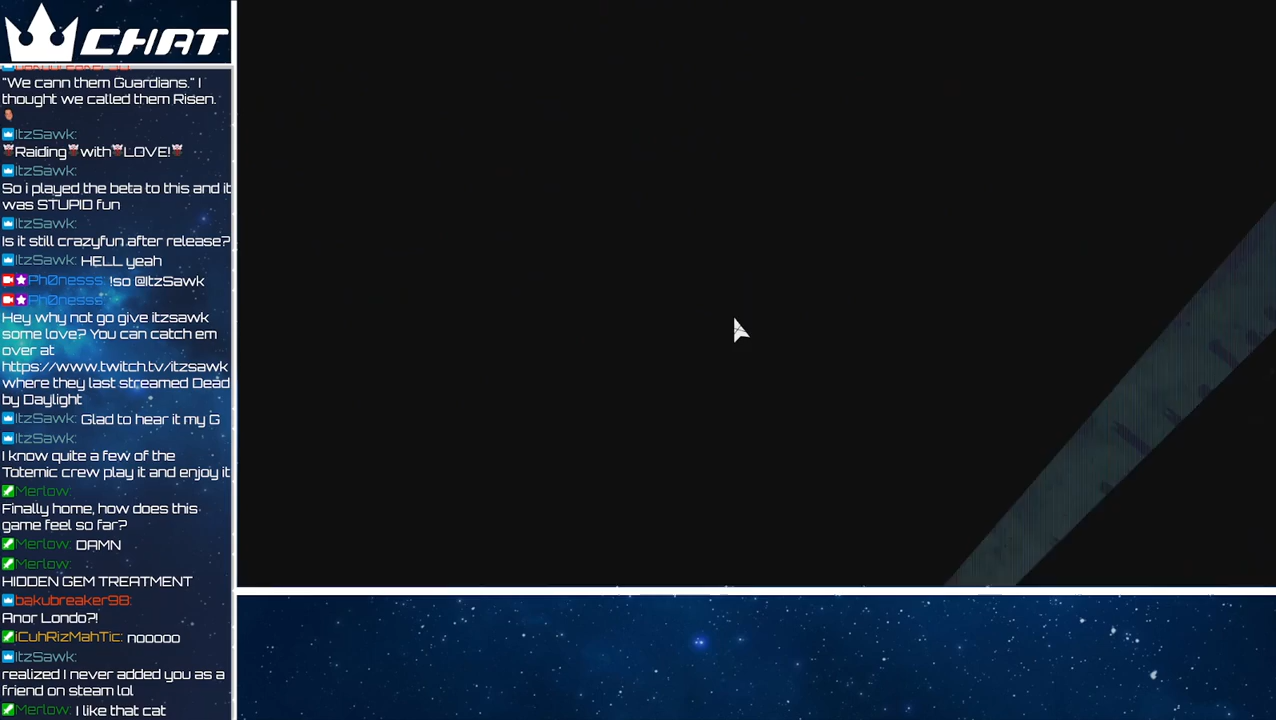 CHAT
"We cann them Guardians." I
thought we called them Risen.
ItzSawk:
Raiding with LOVE!
ItzSawk:
So i played the beta to this and it
was STUPID fun
ItzSawk:
Is it still crazyfun after release?
ItzSawk: HELL yeah
Ph0nesss: !so @ItzSawk
Ph0nesss:
Hey why not go give itzsawk
some love? You can catch em
over at
https://www.twitch.tv/itzsawk
where they last streamed Dead
by Daylight
ItzSawk: Glad to hear it my G
ItzSawk:
I know quite a few of the
Totemic crew play it and enjoy it
Merlow:
Finally home, how does this
game feel so far?
Merlow: DAMN
Merlow:
HIDDEN GEM TREATMENT
bakubreaker98:
Anor Londo?!
iCuhRizMahTic: nooooo
ItzSawk:
realized I never added you as a
friend on steam lol
Merlow: I like that cat